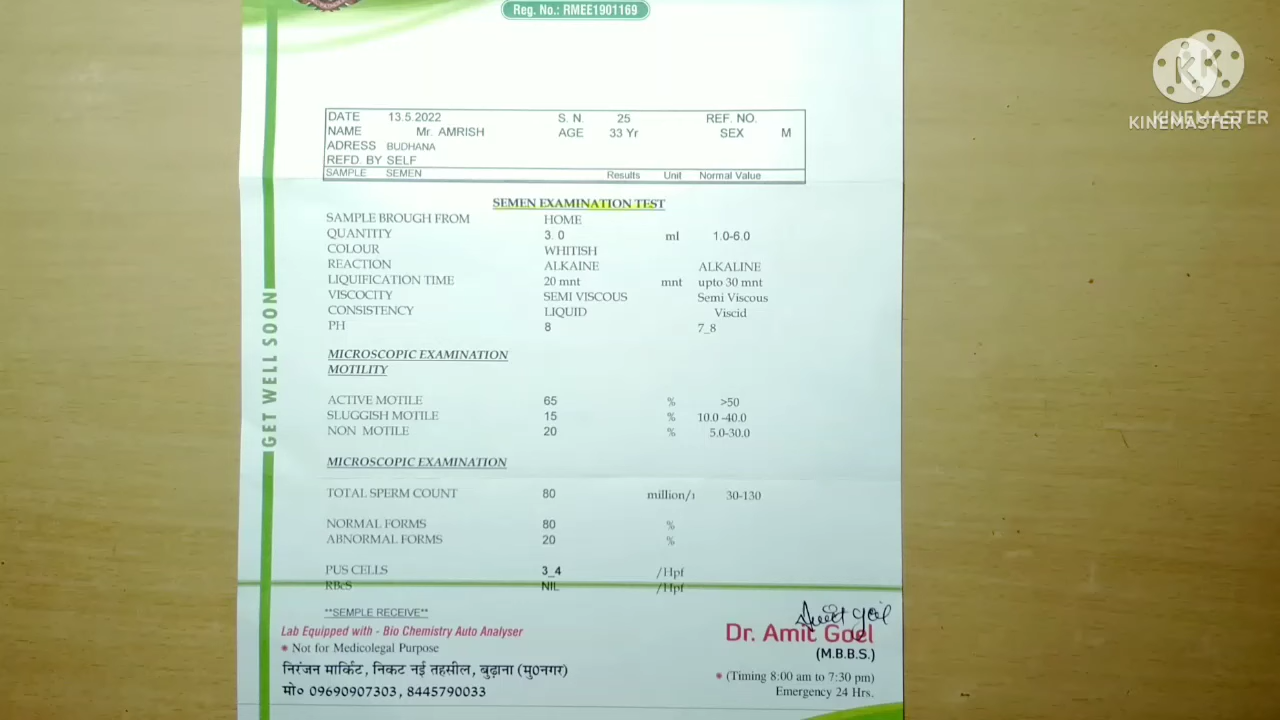 Reg. No.: RMEE1901169
KINEMASTER
KINEMASTER
DATE 13.5.2022 S. N. 25 REF. NO.
NAME Mr. AMRISH AGE 33 Yr SEX M
ADRESS BUDHANA
REFD. BY SELF
SAMPLE SEMEN Results Unit Normal Value
SEMEN EXAMINATION TEST
SAMPLE BROUGH FROM HOME
QUANTITY 3. 0 ml 1.0-6.0
COLOUR WHITISH
REACTION ALKAINE ALKALINE
LIQUIFICATION TIME 20 mnt mnt upto 30 mnt
VISCOCITY SEMI VISCOUS Semi Viscous
CONSISTENCY LIQUID Viscid
PH 8 7_8
MICROSCOPIC EXAMINATION
MOTILITY
ACTIVE MOTILE 65 % >50
SLUGGISH MOTILE 15 % 10.0 -40.0
NON MOTILE 20 % 5.0-30.0
MICROSCOPIC EXAMINATION
TOTAL SPERM COUNT 80 million/ 30-130
NORMAL FORMS 80 %
ABNORMAL FORMS 20 %
PUS CELLS 3_4 /Hpf
RBcS NIL /Hpf
**SEMPLE RECEIVE**
Lab Equipped with - Bio Chemistry Auto Analyser
* Not for Medicolegal Purpose
निरंजन मार्किट, निकट नई तहसील, बुढ़ाना (मु0नगर)
मो० 09690907303, 8445790033
Amit Goel
Dr. Amit Goel
(M.B.B.S.)
* (Timing 8:00 am to 7:30 pm)
Emergency 24 Hrs.
GET WELL SOON